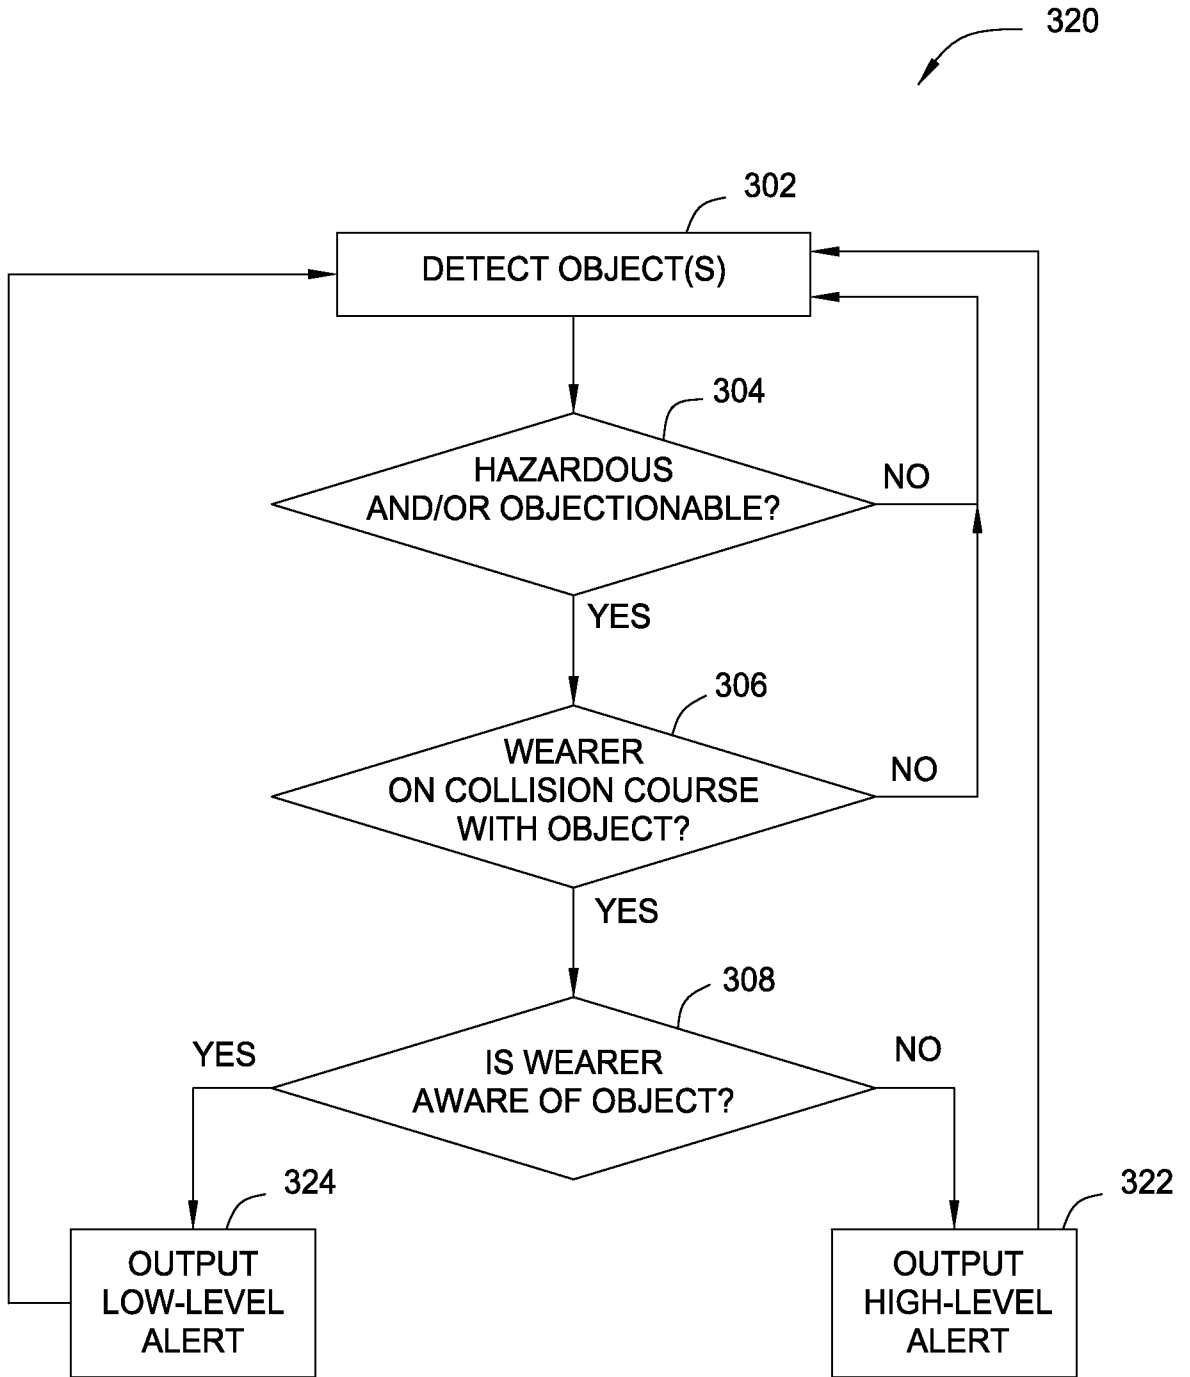 320
302
DETECT OBJECT(S)
304
HAZARDOUS
AND/OR OBJECTIONABLE?
NO
YES
306
WEARER
ON COLLISION COURSE
WITH OBJECT?
NO
YES
308
YES
IS WEARER
AWARE OF OBJECT?
NO
324
OUTPUT
LOW-LEVEL
ALERT
322
OUTPUT
HIGH-LEVEL
ALERT